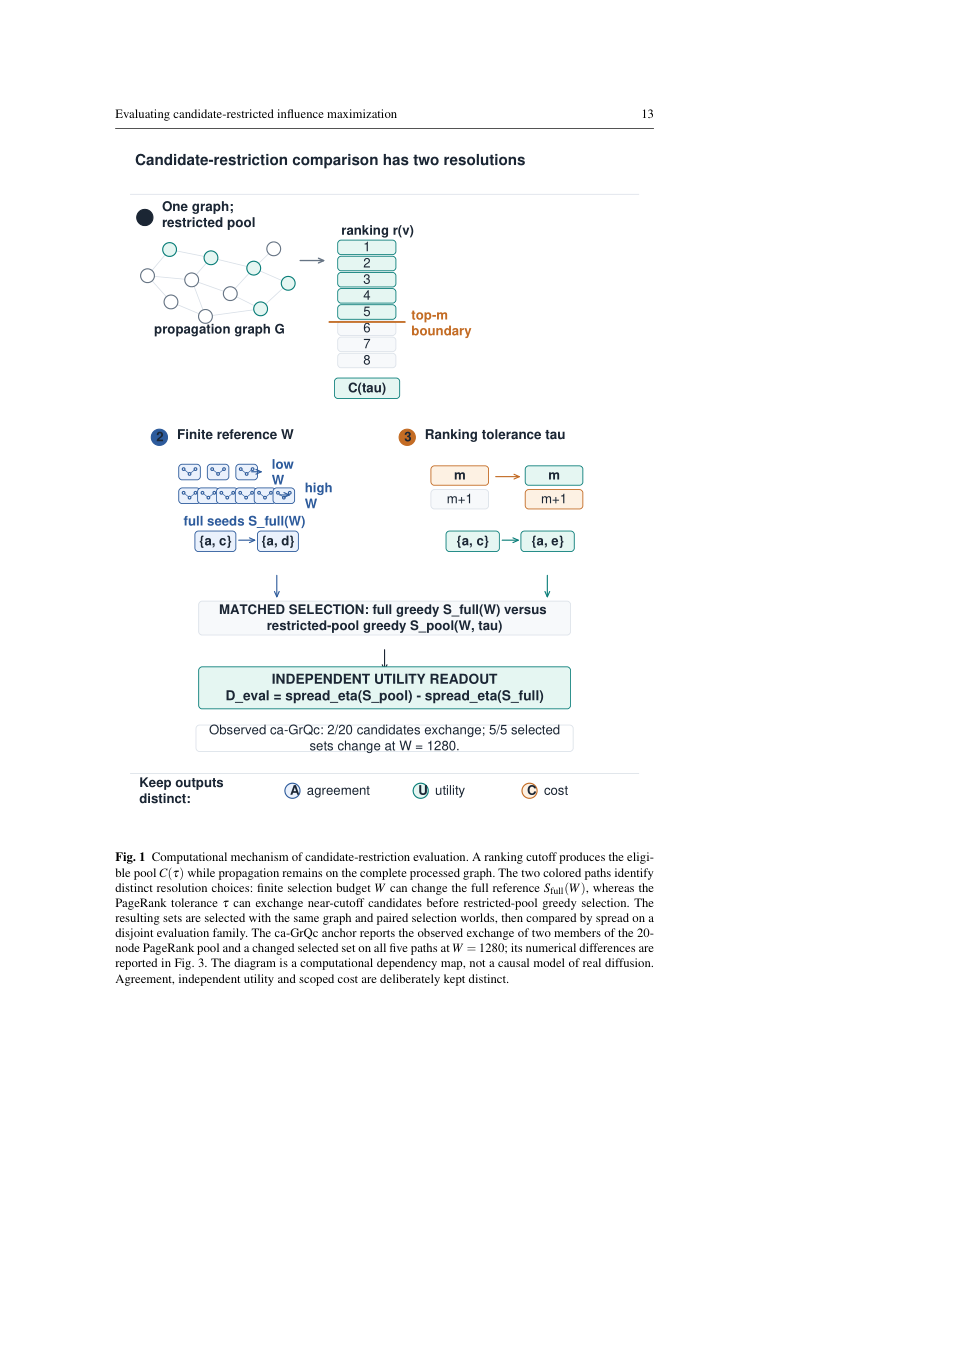 Evaluating candidate-restricted influence maximization 13
Candidate-restriction comparison has two resolutions
One graph;
restricted pool
ranking r(v)
1
2
3
4
5
top-m
boundary
6
7
8
propagation graph G
C(tau)
2 Finite reference W
low
W
high
W
full seeds S_full(W)
{a, c} {a, d}
3 Ranking tolerance tau
m m
m+1 m+1
{a, c} {a, e}
MATCHED SELECTION: full greedy S_full(W) versus
restricted-pool greedy S_pool(W, tau)
INDEPENDENT UTILITY READOUT
D_eval = spread_eta(S_pool) - spread_eta(S_full)
Observed ca-GrQc: 2/20 candidates exchange; 5/5 selected
sets change at W = 1280.
Keep outputs
distinct:
A agreement U utility C cost
Fig. 1 Computational mechanism of candidate-restriction evaluation. A ranking cutoff produces the eligi-
ble pool C(τ) while propagation remains on the complete processed graph. The two colored paths identify
distinct resolution choices: finite selection budget W can change the full reference S_full(W), whereas the
PageRank tolerance τ can exchange near-cutoff candidates before restricted-pool greedy selection. The
resulting sets are selected with the same graph and paired selection worlds, then compared by spread on a
disjoint evaluation family. The ca-GrQc anchor reports the observed exchange of two members of the 20-
node PageRank pool and a changed selected set on all five paths at W = 1280; its numerical differences are
reported in Fig. 3. The diagram is a computational dependency map, not a causal model of real diffusion.
Agreement, independent utility and scoped cost are deliberately kept distinct.